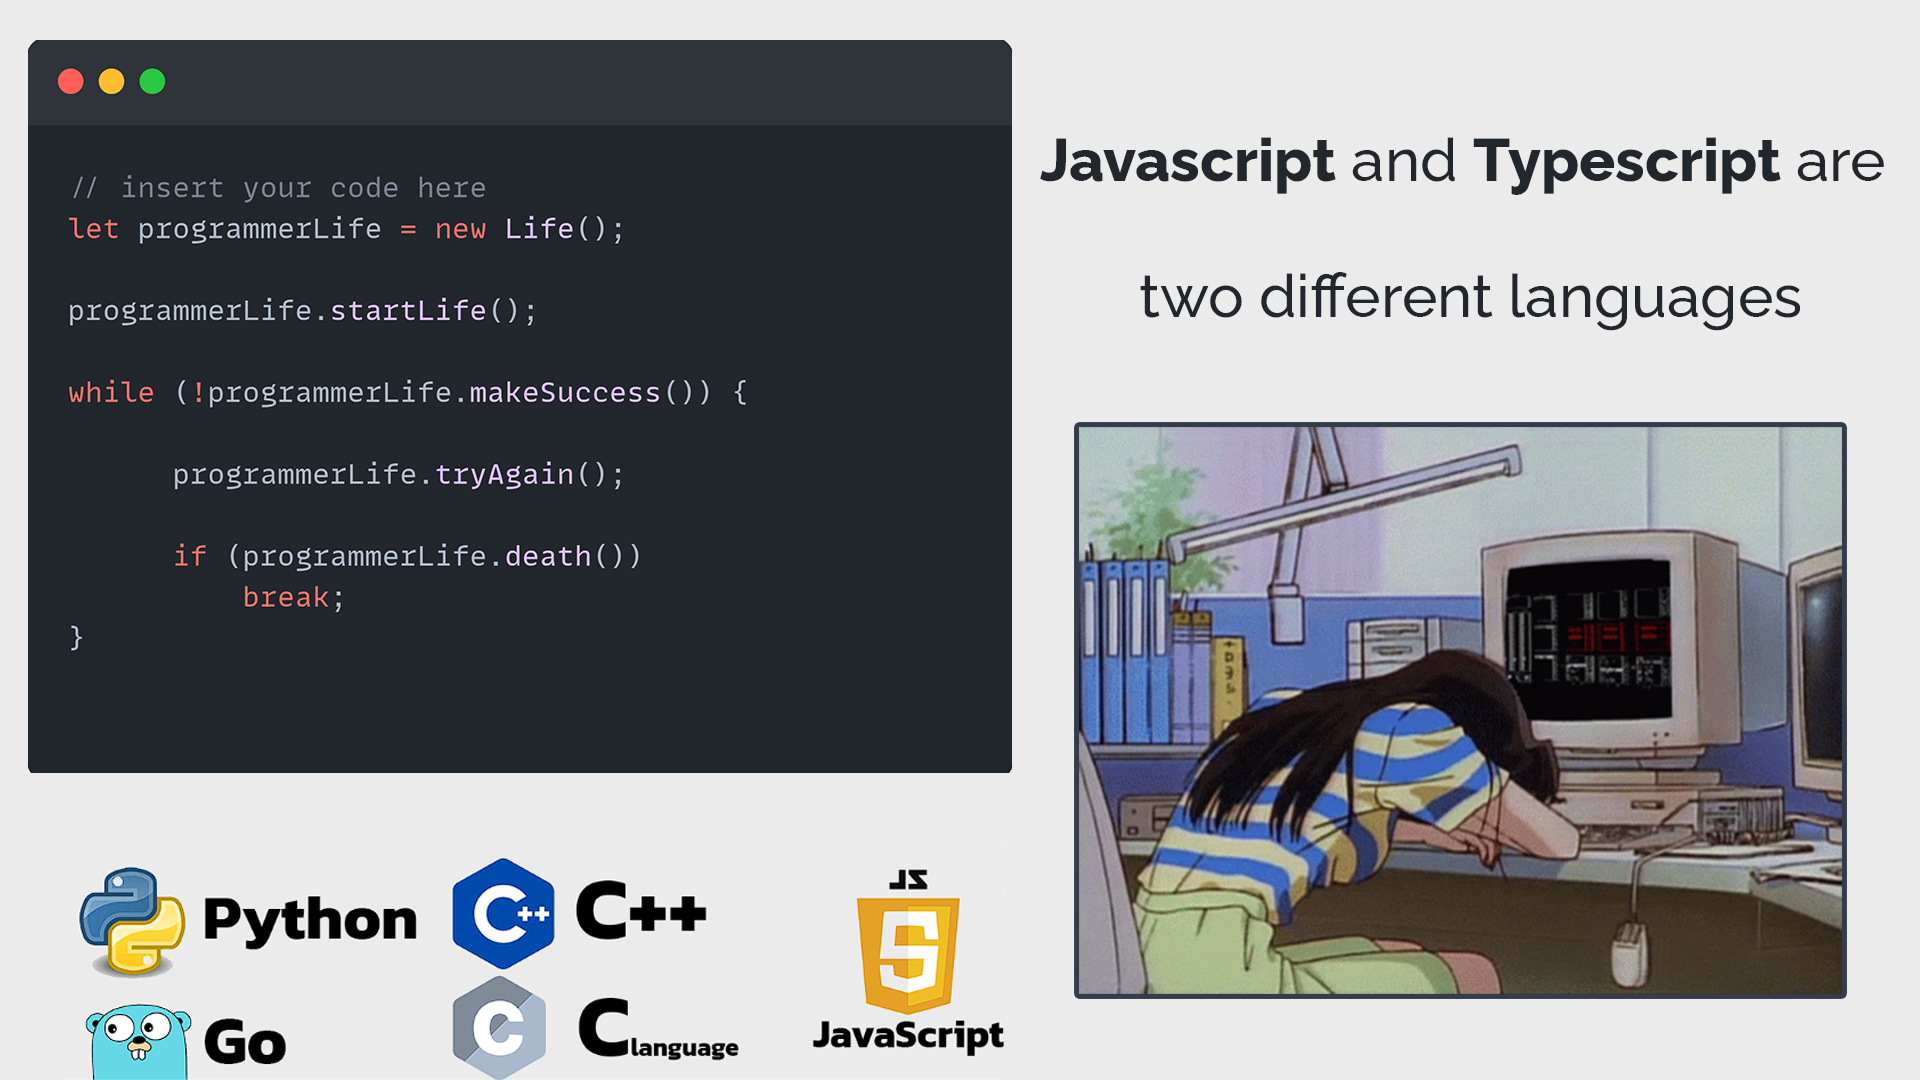 // insert your code here
let programmerLife = new Life();
programmerLife.startLife();
while (!programmerLife.makeSuccess()) {
programmerLife.tryAgain();
if (programmerLife.death())
break;
}
Javascript and Typescript are
two different languages
Python
C++
C++
JS
5
JavaScript
Go
C
C language